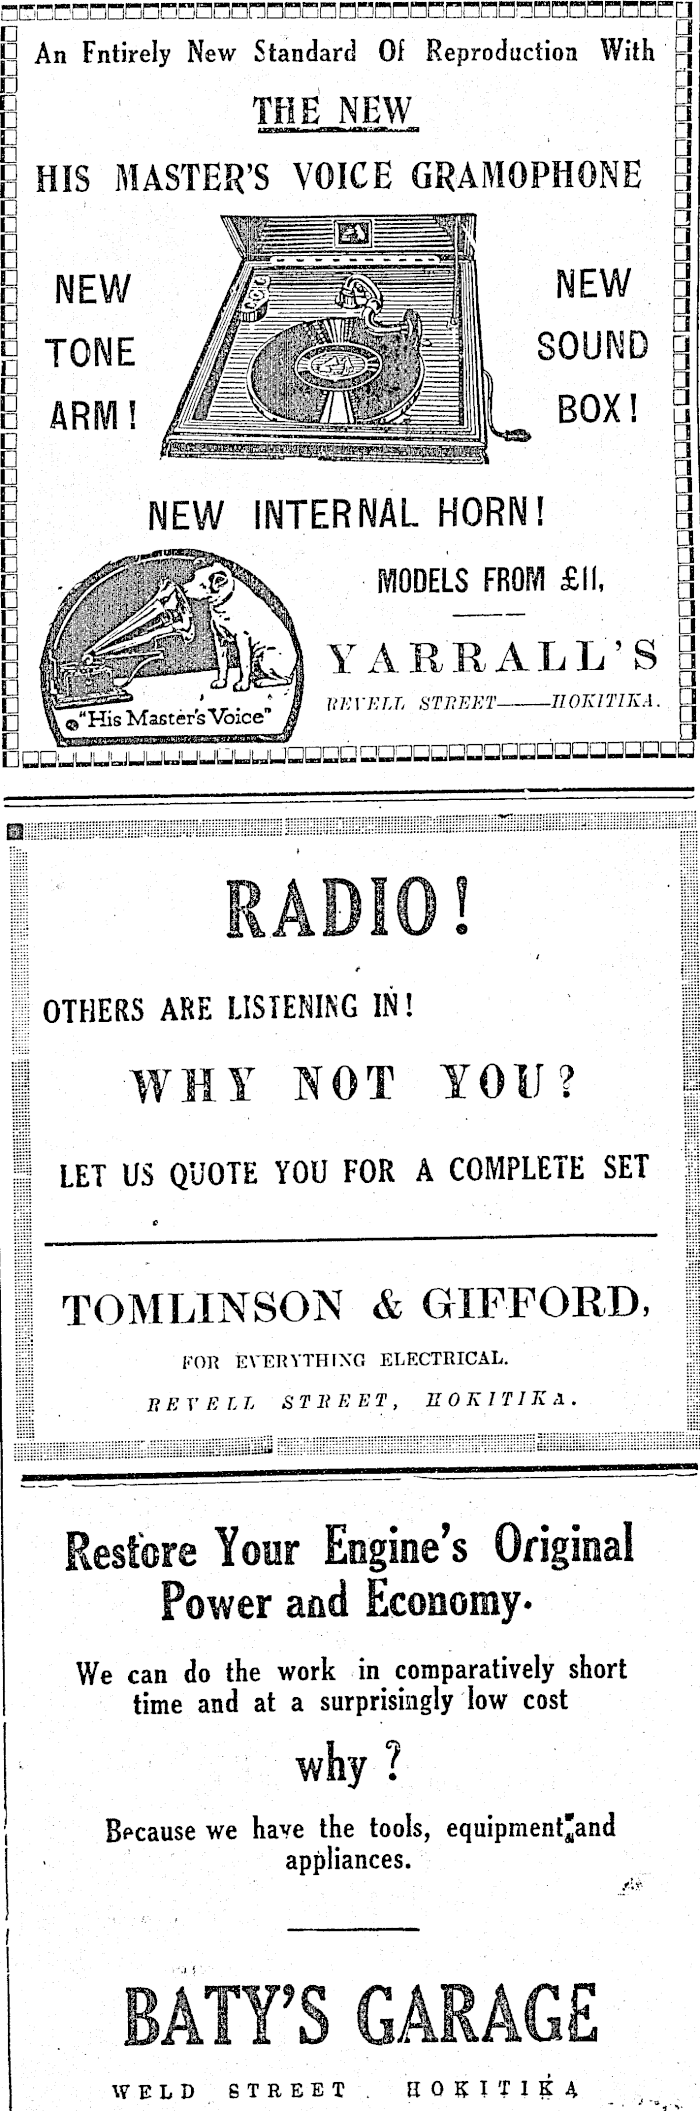 An Entirely New Standard Of Reproduction With
THE NEW
HIS MASTER'S VOICE GRAMOPHONE
NEW
TONE
ARM!
NEW
SOUND
BOX!
NEW INTERNAL HORN!
"His Master's Voice"
MODELS FROM £11,
YARRALL'S
REVELL STREET——HOKITIKA.
RADIO!
OTHERS ARE LISTENING IN!
WHY NOT YOU?
LET US QUOTE YOU FOR A COMPLETE SET
TOMLINSON & GIFFORD,
FOR EVERYTHING ELECTRICAL.
REVELL STREET, HOKITIKA.
Restore Your Engine's Original
Power and Economy.
We can do the work in comparatively short
time and at a surprisingly low cost
why ?
Because we have the tools, equipment, and
appliances.
BATY'S GARAGE
WELD STREET . HOKITIKA